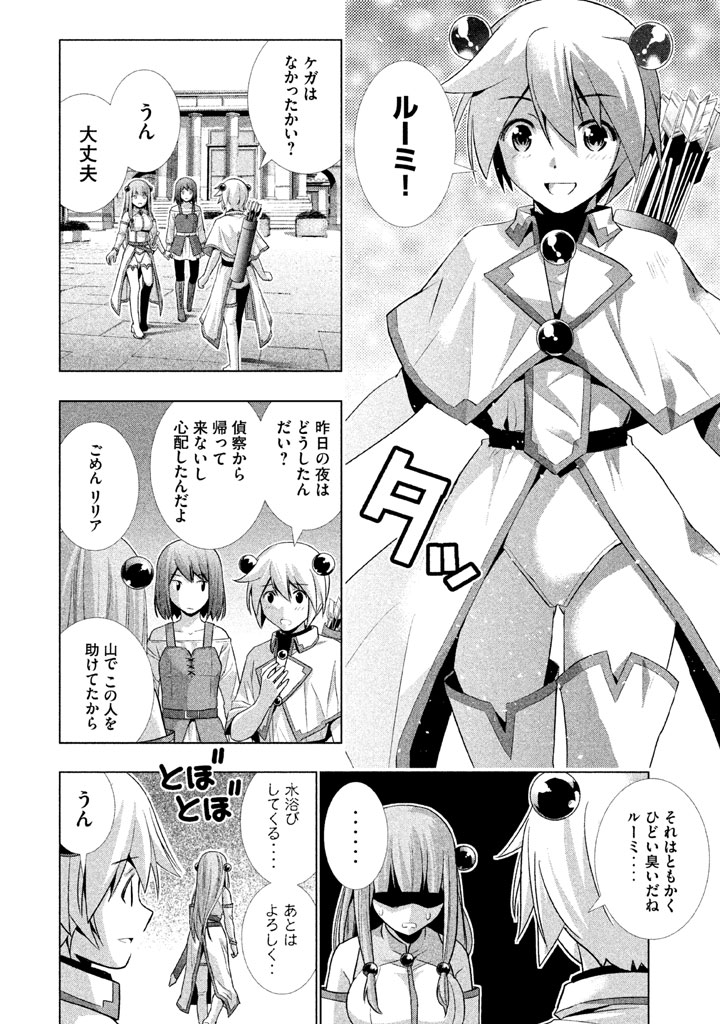 ルーミ！
タッ
ケガは
なかったかい？
うん
大丈夫
昨日の夜は
どうしたん
だい？
偵察から
帰って
来ないし
心配したんだよ
ごめん リリア
山で この人を
助けてたから
それはともかく
ひどい臭いだね
ルーミ‥‥
‥‥‥
水浴び
してくる‥‥
あとは
よろしく‥‥
とぼ
とぼ
うん